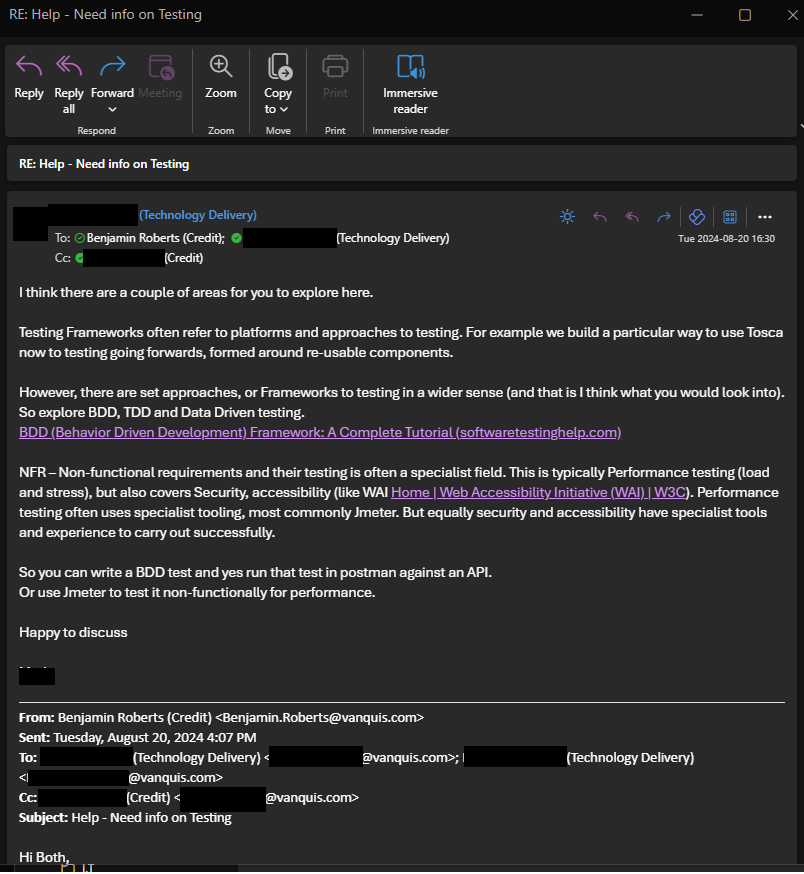 RE: Help - Need info on Testing
Reply
Reply all
Forward
Meeting
Zoom
Copy to
Print
Immersive reader
Respond
Zoom
Move
Print
Immersive reader
RE: Help - Need info on Testing
(Technology Delivery)
To: Benjamin Roberts (Credit); (Technology Delivery)
Tue 2024-08-20 16:30
Cc: (Credit)
I think there are a couple of areas for you to explore here.
Testing Frameworks often refer to platforms and approaches to testing. For example we build a particular way to use Tosca
now to testing going forwards, formed around re-usable components.
However, there are set approaches, or Frameworks to testing in a wider sense (and that is I think what you would look into).
So explore BDD, TDD and Data Driven testing.
BDD (Behavior Driven Development) Framework: A Complete Tutorial (softwaretestinghelp.com)
NFR – Non-functional requirements and their testing is often a specialist field. This is typically Performance testing (load
and stress), but also covers Security, accessibility (like WAI Home | Web Accessibility Initiative (WAI) | W3C). Performance
testing often uses specialist tooling, most commonly Jmeter. But equally security and accessibility have specialist tools
and experience to carry out successfully.
So you can write a BDD test and yes run that test in postman against an API.
Or use Jmeter to test it non-functionally for performance.
Happy to discuss
From: Benjamin Roberts (Credit) <Benjamin.Roberts@vanquis.com>
Sent: Tuesday, August 20, 2024 4:07 PM
To: (Technology Delivery) < @vanquis.com>; (Technology Delivery)
< @vanquis.com>
Cc: (Credit) < @vanquis.com>
Subject: Help - Need info on Testing
Hi Both,